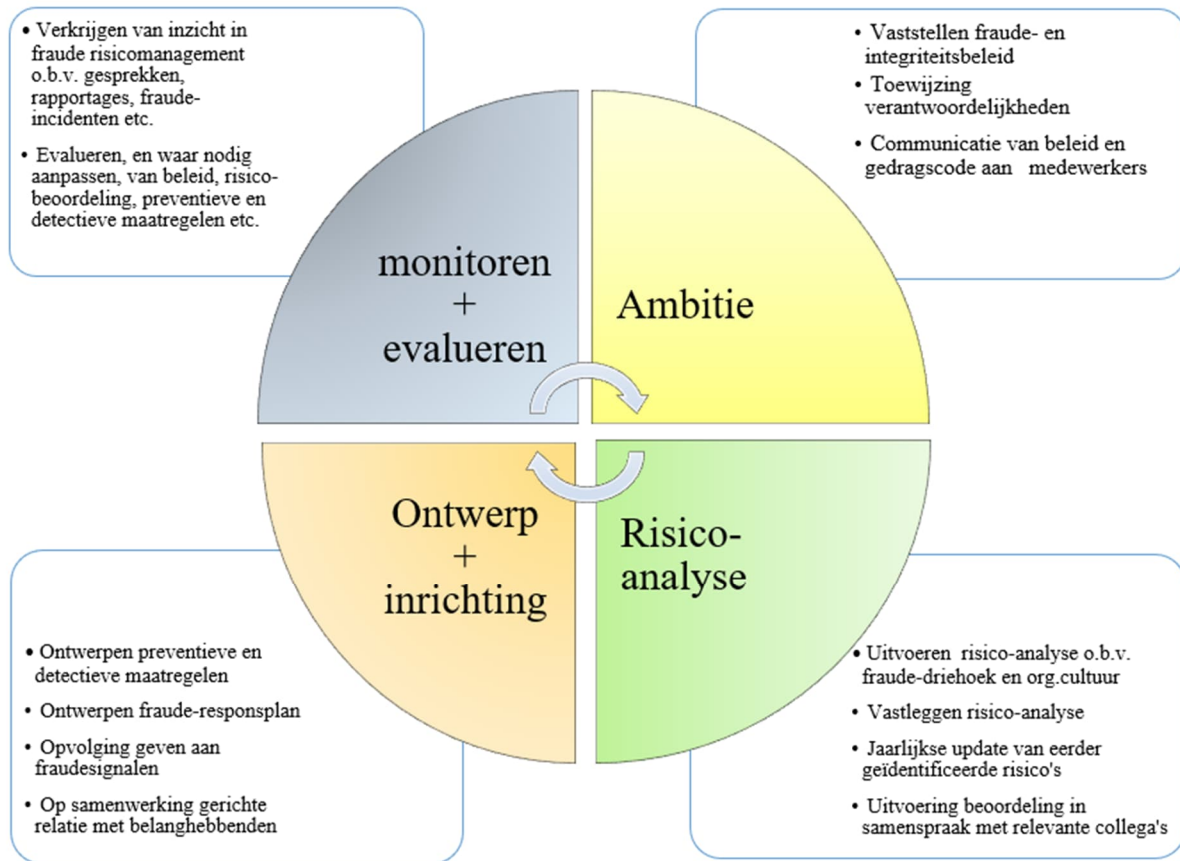 • Verkrijgen van inzicht in
fraude risicomanagement
o.b.v. gesprekken,
rapportages, fraude-
incidenten etc.
• Evalueren, en waar nodig
aanpassen, van beleid, risico-
beoordeling, preventieve en
detectieve maatregelen etc.
• Vaststellen fraude- en
integriteitsbeleid
• Toewijzing
verantwoordelijkheden
• Communicatie van beleid en
gedragscode aan medewerkers
monitoren
+
evalueren
Ambitie
Ontwerp
+
inrichting
Risico-
analyse
• Ontwerpen preventieve en
detectieve maatregelen
• Ontwerpen fraude-responsplan
• Opvolging geven aan
fraudesignalen
• Op samenwerking gerichte
relatie met belanghebbenden
• Uitvoeren risico-analyse o.b.v.
fraude-driehoek en org.cultuur
• Vastleggen risico-analyse
• Jaarlijkse update van eerder
geïdentificeerde risico's
• Uitvoering beoordeling in
samenspraak met relevante collega's